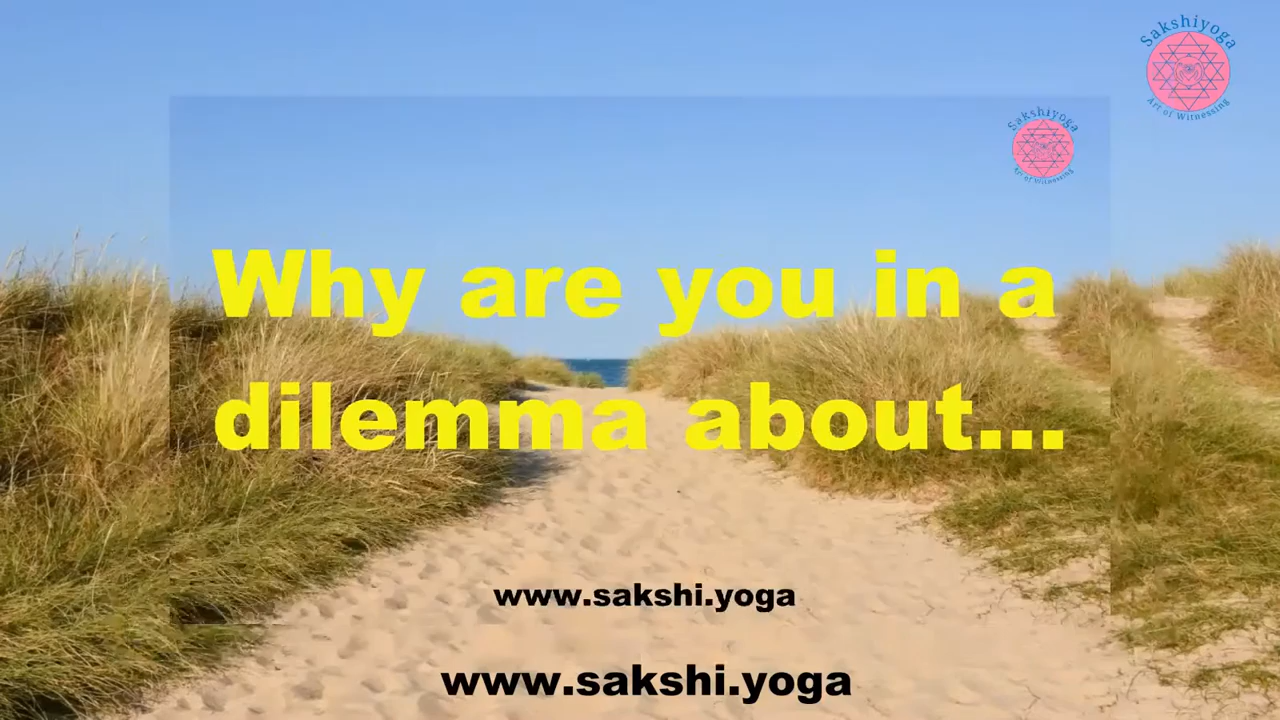 Sakshiyoga
Art of Witnessing
Sakshiyoga
Art of Witnessing
Why are you in a
dilemma about...
www.sakshi.yoga
www.sakshi.yoga